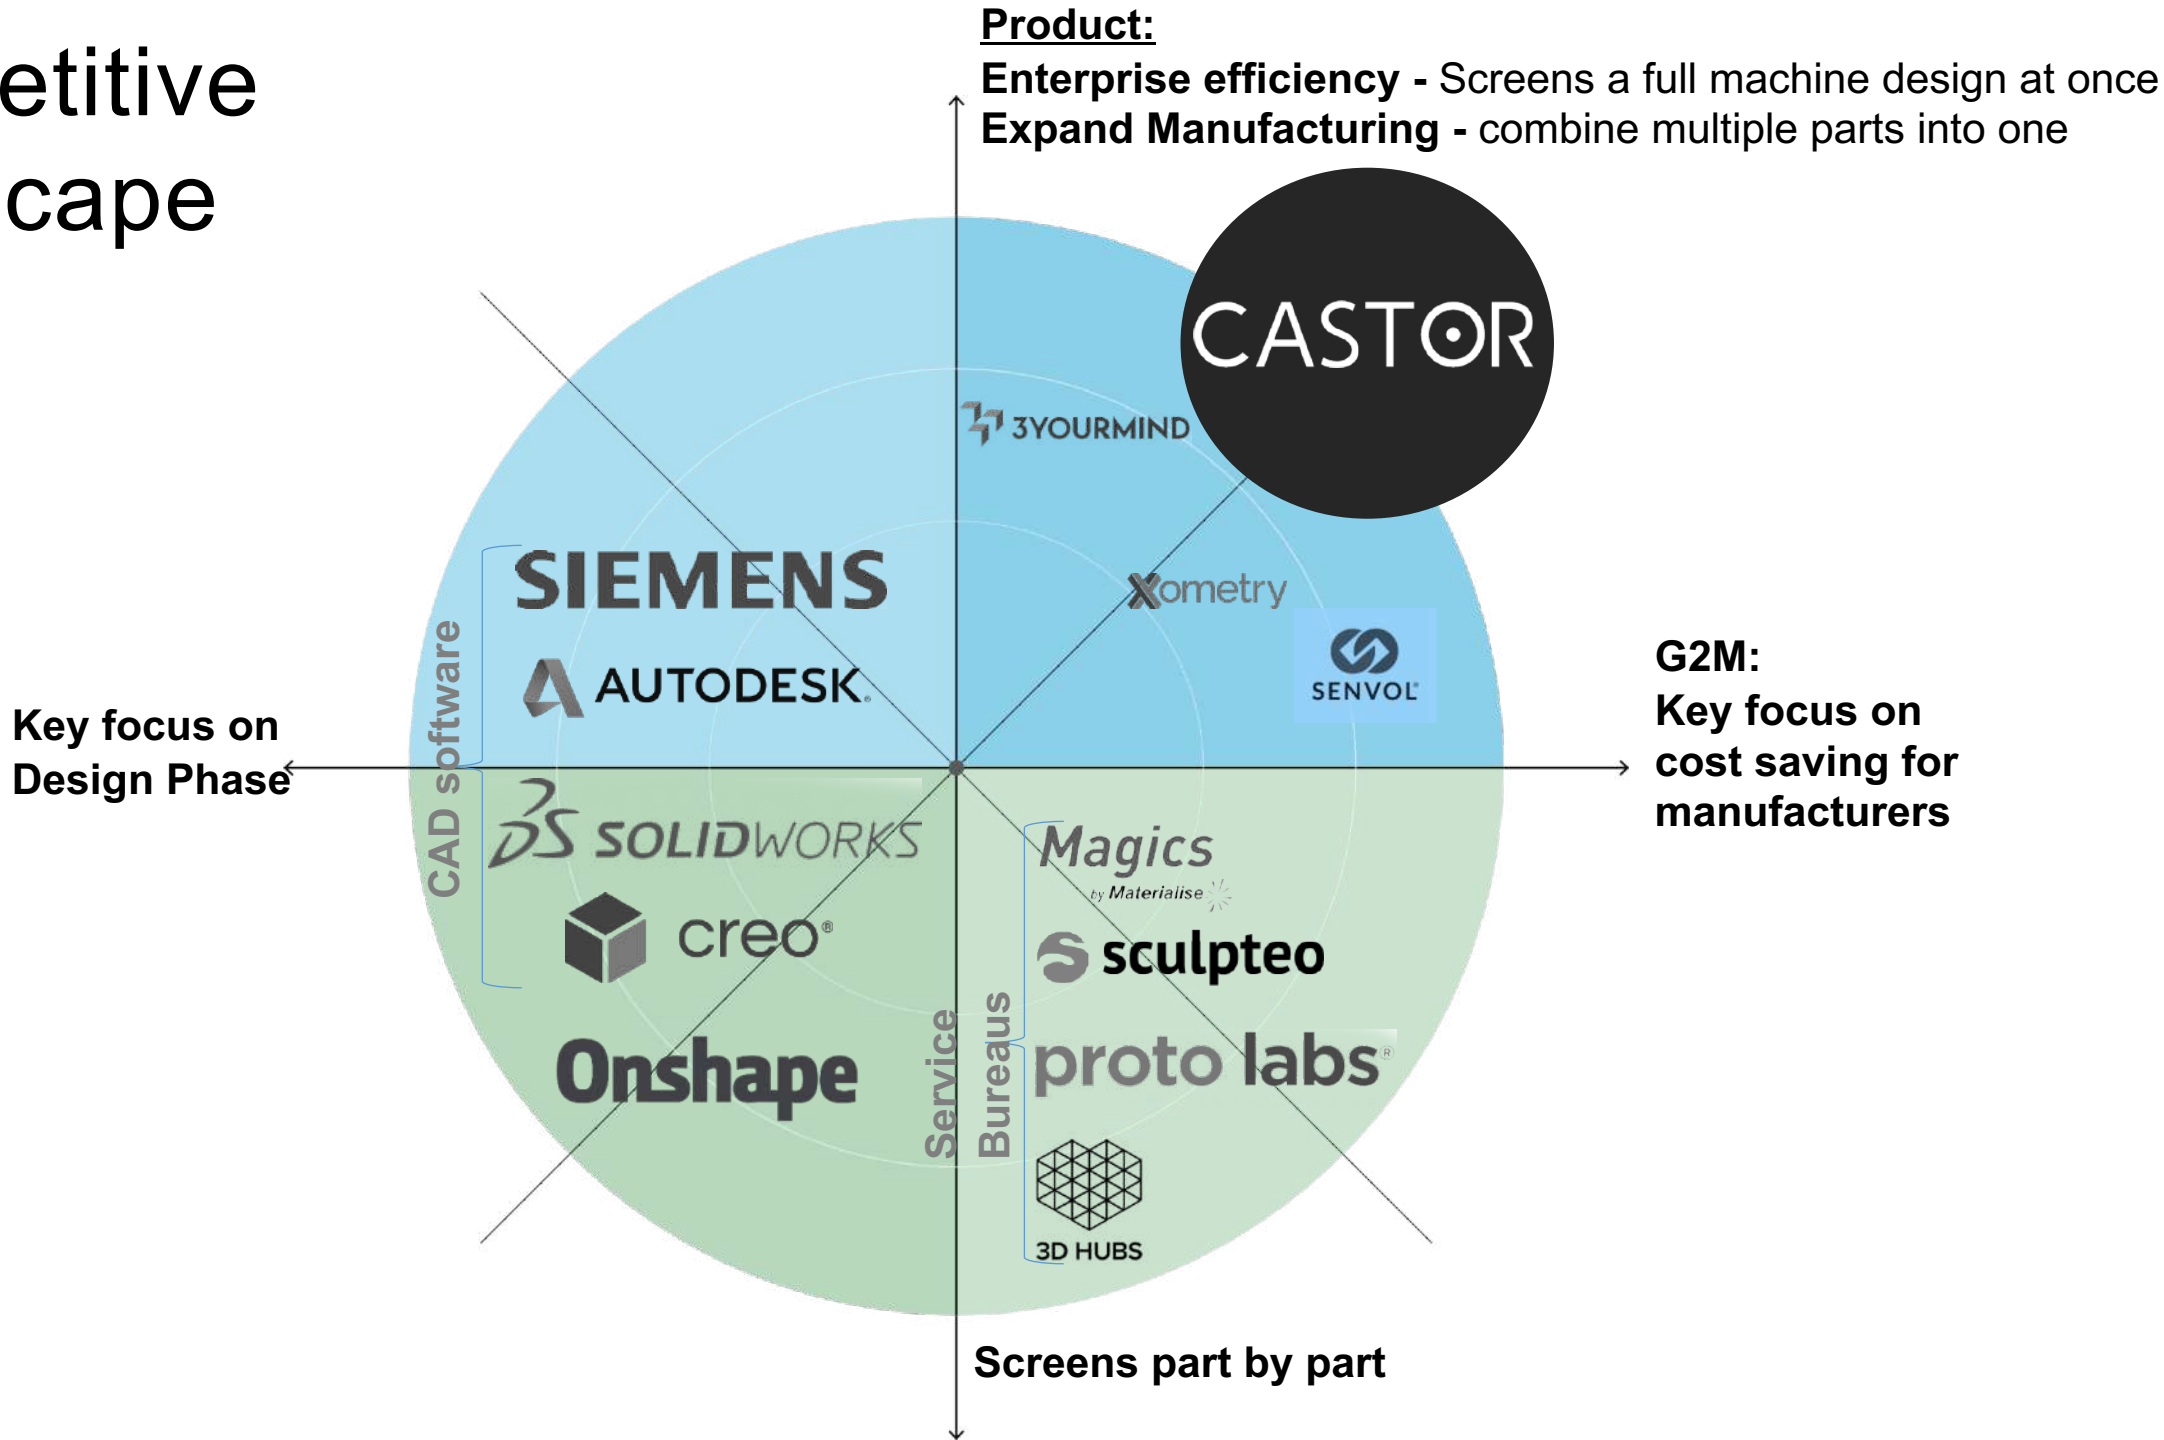 etitive
cape
Product:
Enterprise efficiency - Screens a full machine design at once
Expand Manufacturing - combine multiple parts into one
CASTOR
3YOURMIND
SIEMENS
Xometry
AUTODESK
SENVOL
CAD software
Key focus on
Design Phase
G2M:
Key focus on
cost saving for
manufacturers
SOLIDWORKS
Magics
by Materialise
creo®
sculpteo
Onshape
Service
Bureaus
proto labs®
3D HUBS
Screens part by part